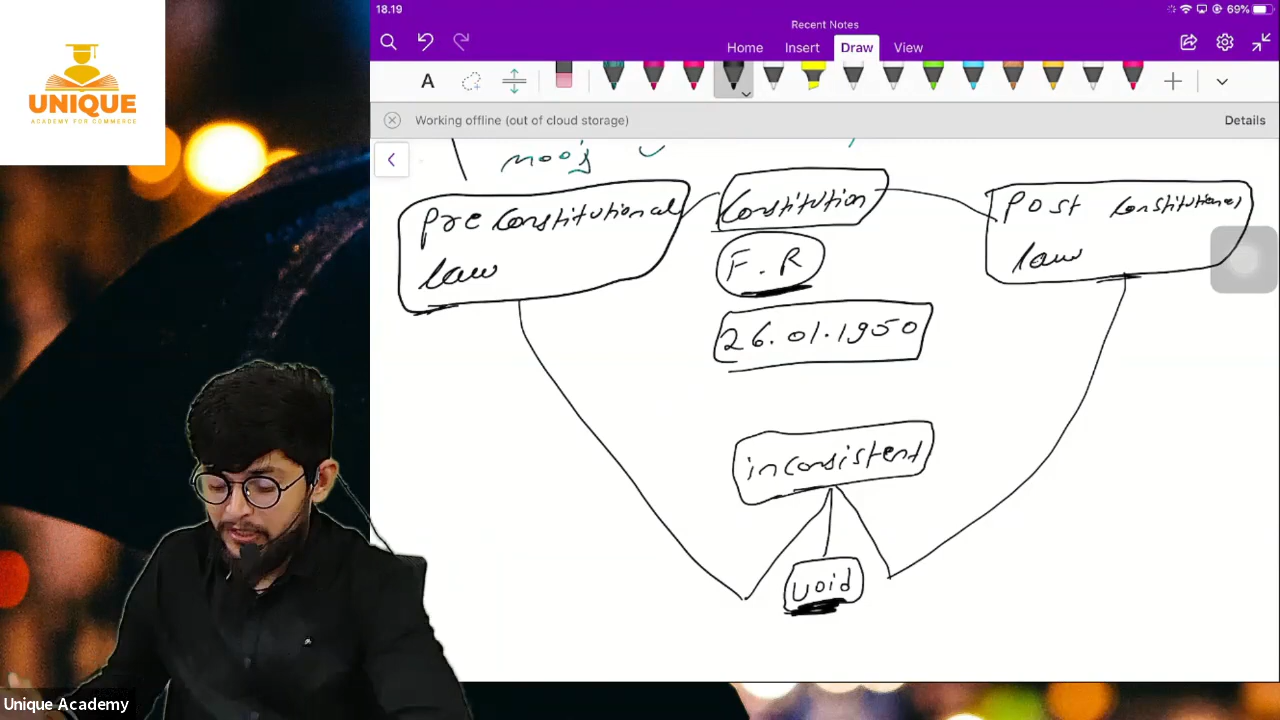 UNIQUE
ACADEMY FOR COMMERCE
18.19
69%
Recent Notes
Home Insert Draw View
A
Working offline (out of cloud storage)
Details
Pre constitutional
law
Constitution
F.R
26.01.1950
Post constitutional
law
inconsistent
void
Unique Academy